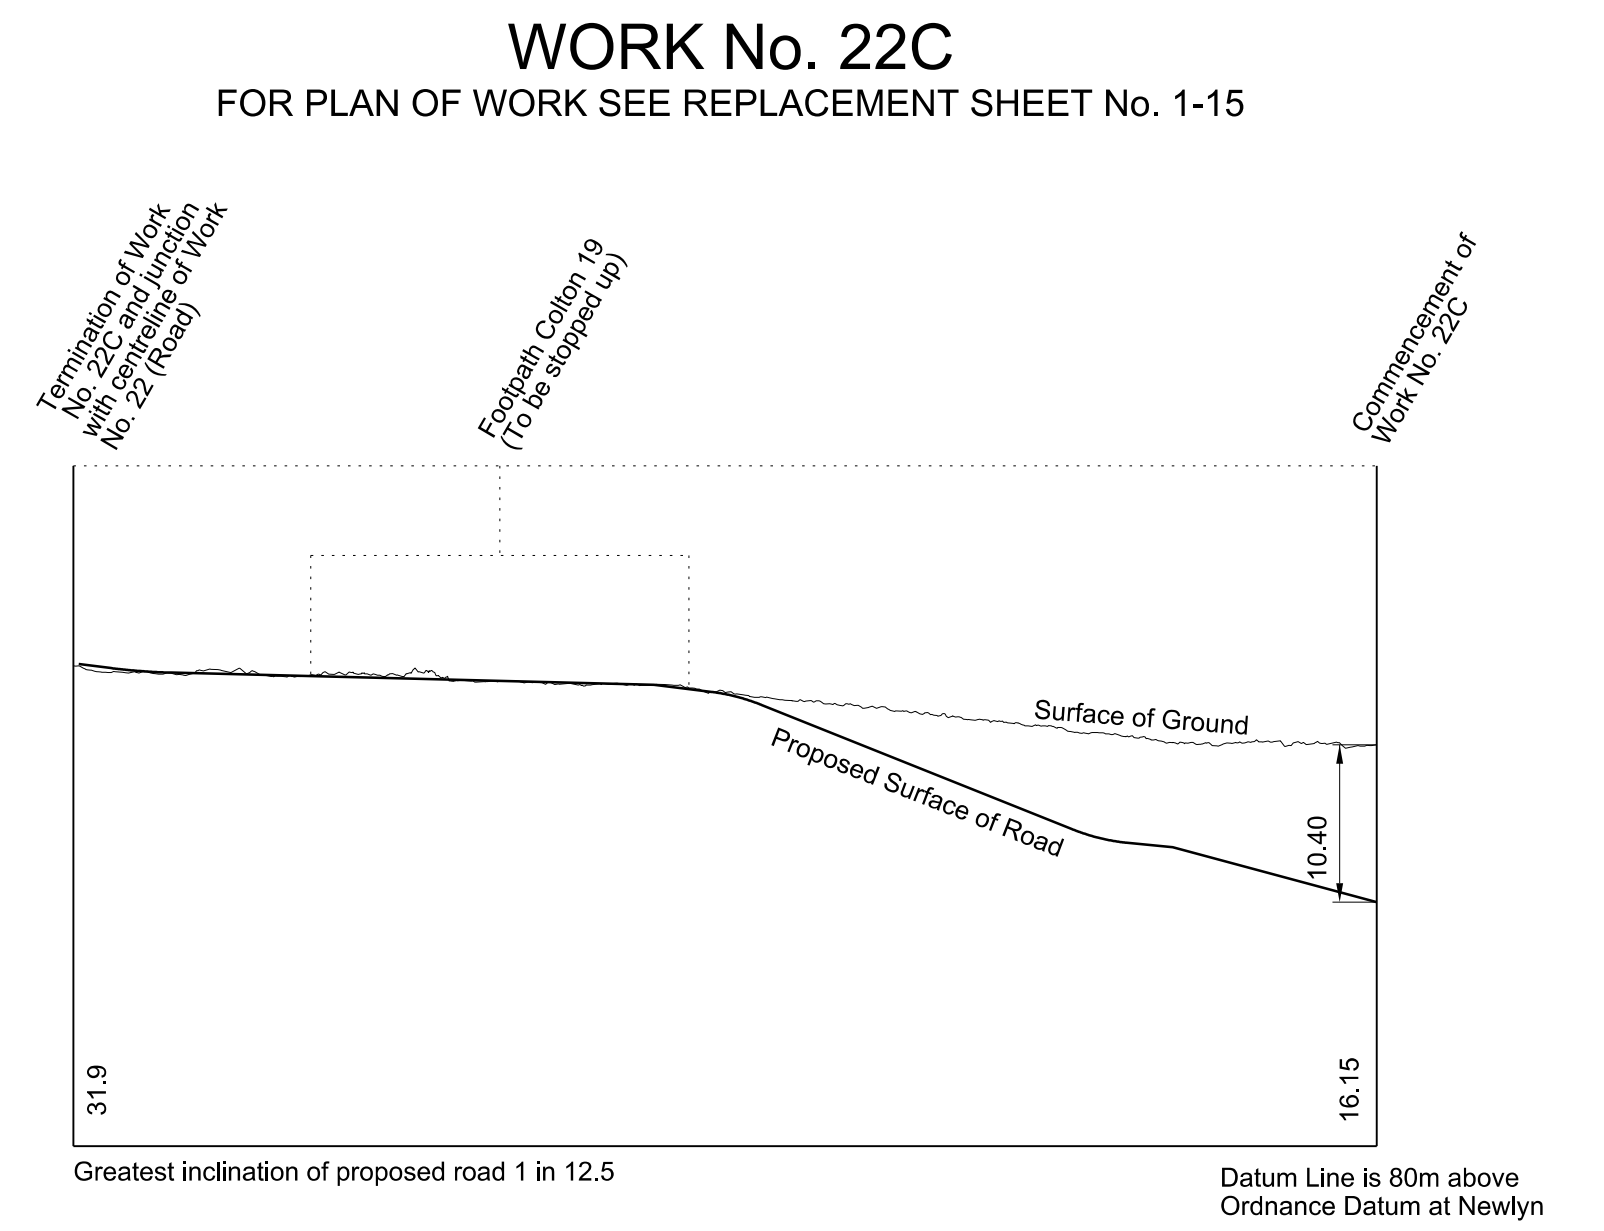 WORK No. 22C
FOR PLAN OF WORK SEE REPLACEMENT SHEET No. 1-15
Termination of Work
No. 22C and junction
with centreline of Work
No. 22 (Road)
Footpath Colton 19
(To be stopped up)
Commencement of
Work No. 22C
Surface of Ground
Proposed Surface of Road
10.40
31.9
16.15
Greatest inclination of proposed road 1 in 12.5
Datum Line is 80m above
Ordnance Datum at Newlyn